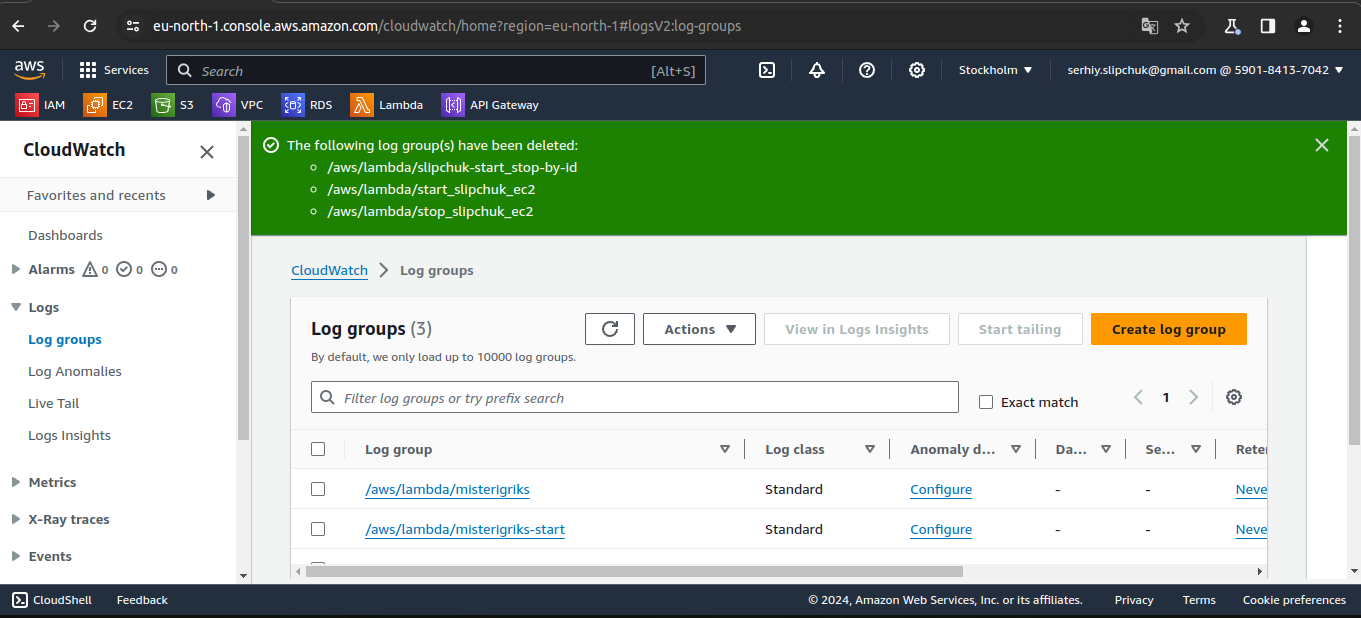 eu-north-1.console.aws.amazon.com/cloudwatch/home?region=eu-north-1#logsV2:log-groups
aws Services Search [Alt+S] Stockholm ▼ serhiy.slipchuk@gmail.com @ 5901-8413-7042 ▼
IAM EC2 S3 VPC RDS Lambda API Gateway
CloudWatch
Favorites and recents
Dashboards
Alarms 0 0 0
Logs
Log groups
Log Anomalies
Live Tail
Logs Insights
Metrics
X-Ray traces
Events
The following log group(s) have been deleted:
/aws/lambda/slipchuk-start_stop-by-id
/aws/lambda/start_slipchuk_ec2
/aws/lambda/stop_slipchuk_ec2
CloudWatch > Log groups
Log groups (3) Actions ▼ View in Logs Insights Start tailing Create log group
By default, we only load up to 10000 log groups.
Filter log groups or try prefix search Exact match 1
Log group Log class Anomaly d... Da... Se... Reter
/aws/lambda/misterigriks Standard Configure - - Neve
/aws/lambda/misterigriks-start Standard Configure - - Neve
CloudShell Feedback © 2024, Amazon Web Services, Inc. or its affiliates. Privacy Terms Cookie preferences